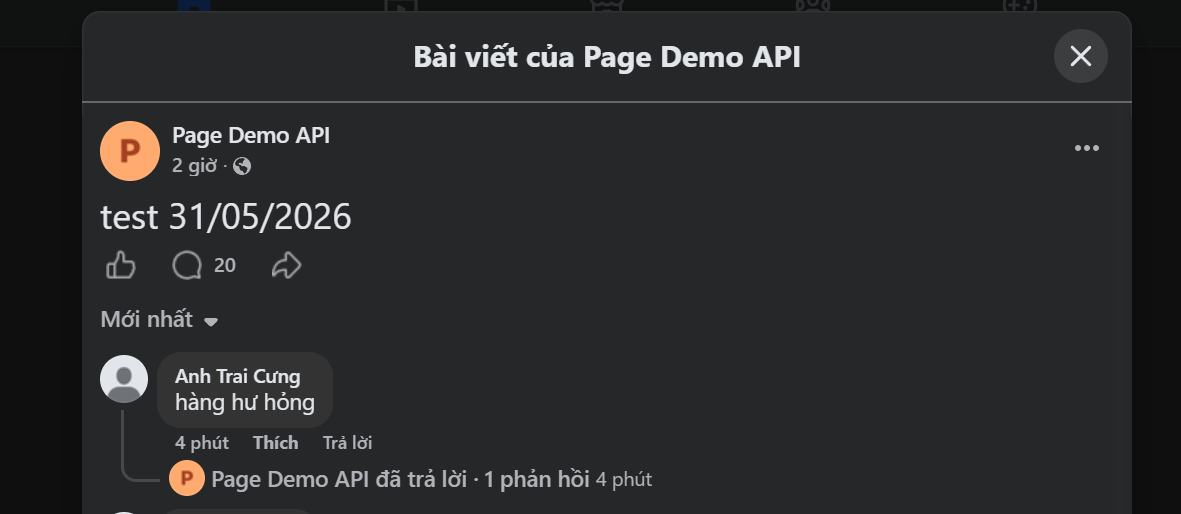 Bài viết của Page Demo API
P
Page Demo API
2 giờ ·
test 31/05/2026
20
Mới nhất
Anh Trai Cưng
hàng hư hỏng
4 phút Thích Trả lời
P Page Demo API đã trả lời · 1 phản hồi 4 phút